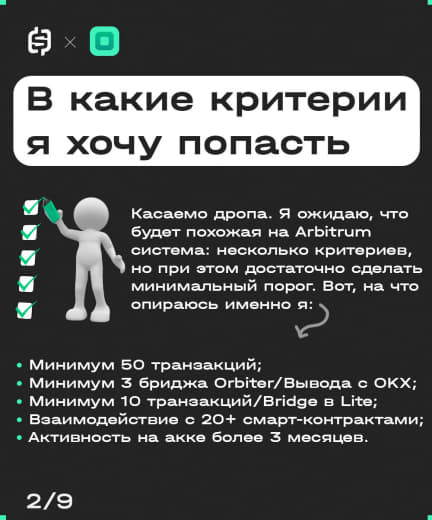 В какие критерии
я хочу попасть
Касаемо дропа. Я ожидаю, что
будет похожая на Arbitrum
система: несколько критериев,
но при этом достаточно сделать
минимальный порог. Вот, на что
опираюсь именно я:
• Минимум 50 транзакций;
• Минимум 3 бриджа Orbiter/Вывода с OKX;
• Минимум 10 транзакций/Bridge в Lite;
• Взаимодействие с 20+ смарт-контрактами;
• Активность на акке более 3 месяцев.
2/9